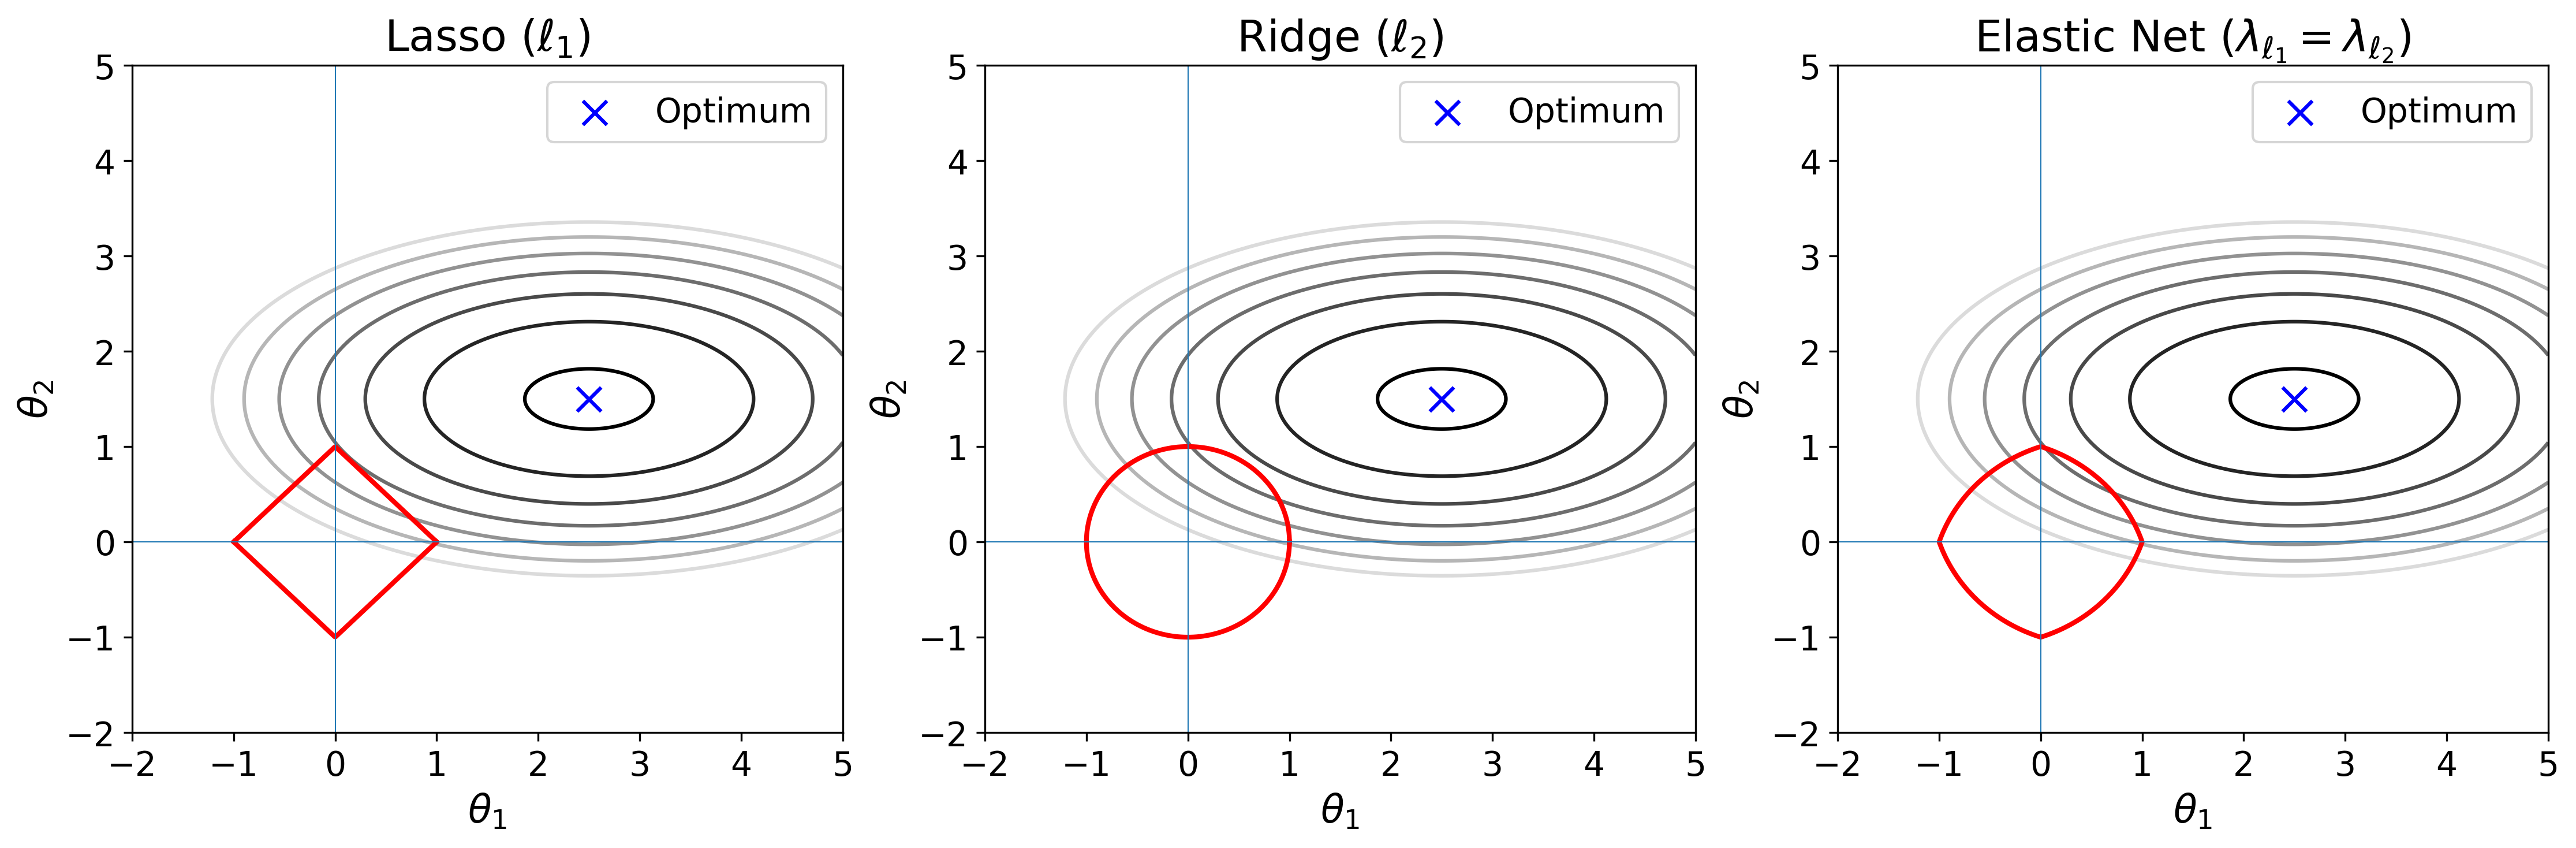 Lasso (ℓ₁)
Optimum
5
4
3
2
1
0
−1
−2
θ₂
−2 −1 0 1 2 3 4 5
θ₁
Ridge (ℓ₂)
Optimum
5
4
3
2
1
0
−1
−2
θ₂
−2 −1 0 1 2 3 4 5
θ₁
Elastic Net (λ_ℓ₁ = λ_ℓ₂)
Optimum
5
4
3
2
1
0
−1
−2
θ₂
−2 −1 0 1 2 3 4 5
θ₁